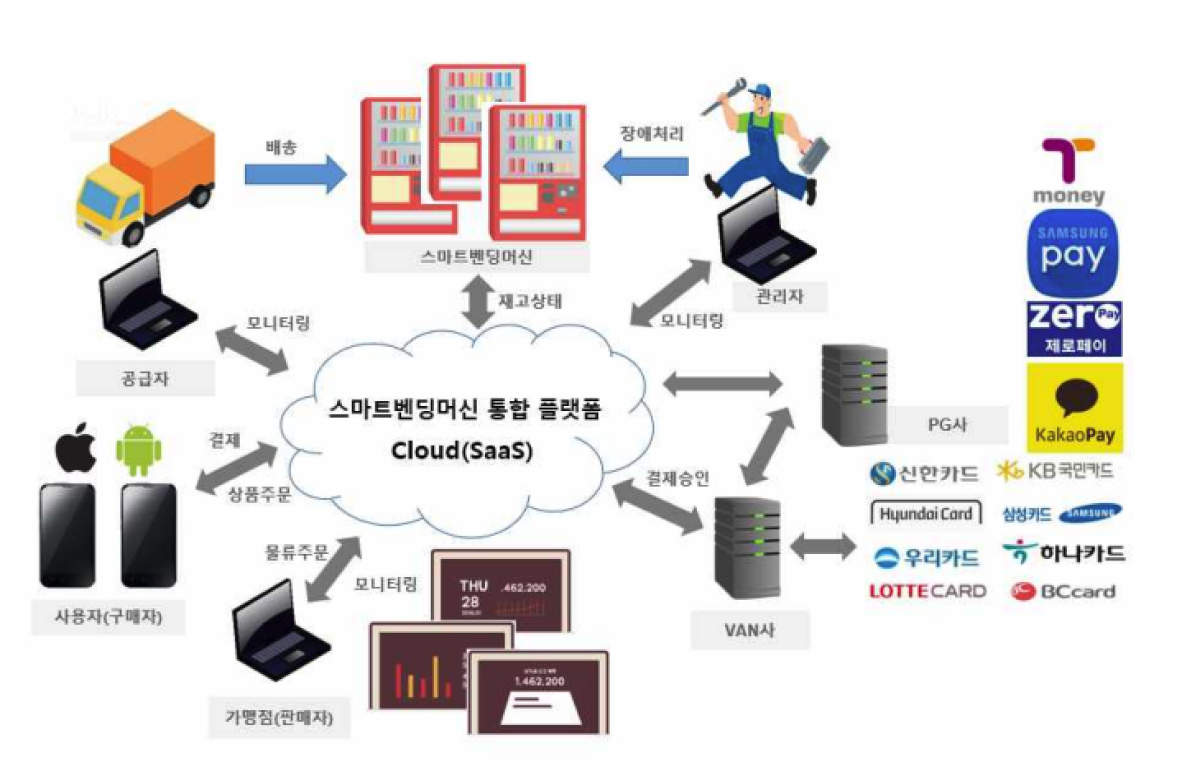 배송
장애처리
money
SAMSUNG
pay
zero Pay
제로페이
KakaoPay
스마트벤딩머신
재고상태
관리자
모니터링
모니터링
공급자
스마트벤딩머신 통합 플랫폼
Cloud(SaaS)
PG사
결제
상품주문
결제승인
신한카드
KB국민카드
Hyundai Card
삼성카드 SAMSUNG
우리카드
하나카드
LOTTECARD
BCcard
물류주문
모니터링
THU
28
.462.200
1.462.200
사용자(구매자)
VAN사
가맹점(판매자)